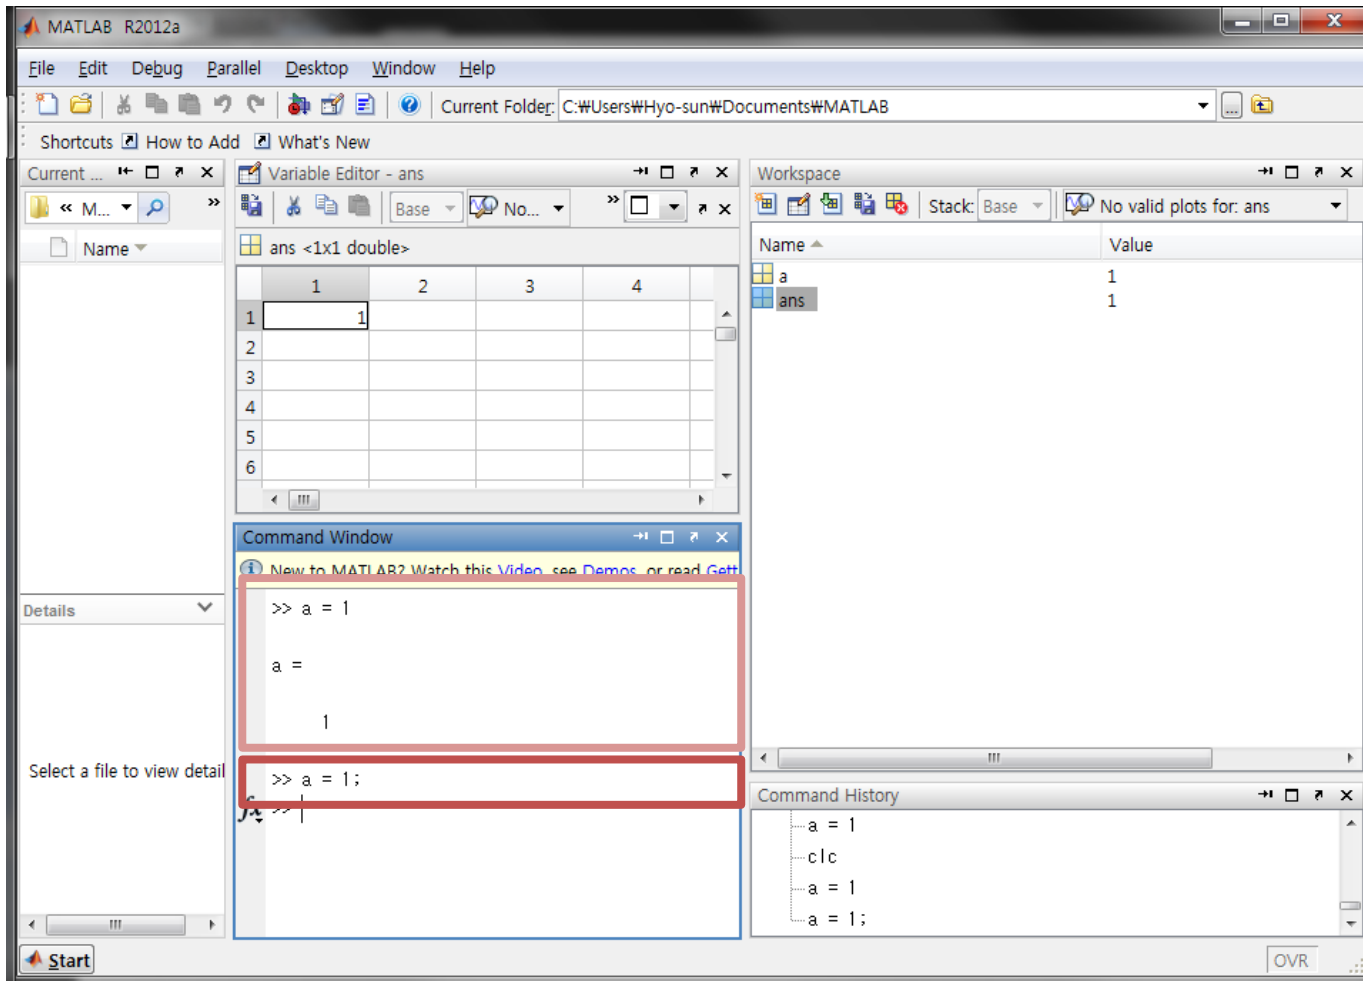 MATLAB R2012a
File Edit Debug Parallel Desktop Window Help
Current Folder: C:₩Users₩Hyo-sun₩Documents₩MATLAB
Shortcuts How to Add What's New
Current ...
« M...
»
Name
Details
Select a file to view detail
Variable Editor - ans
Base No... »
ans <1x1 double>
1 2 3 4
1 1
2
3
4
5
6
Command Window
New to MATLAB? Watch this Video, see Demos, or read Gett
>> a = 1
a =
1
>> a = 1;
fx >>
Workspace
Stack: Base No valid plots for: ans
Name Value
a 1
ans 1
Command History
a = 1
clc
a = 1
a = 1;
Start
OVR